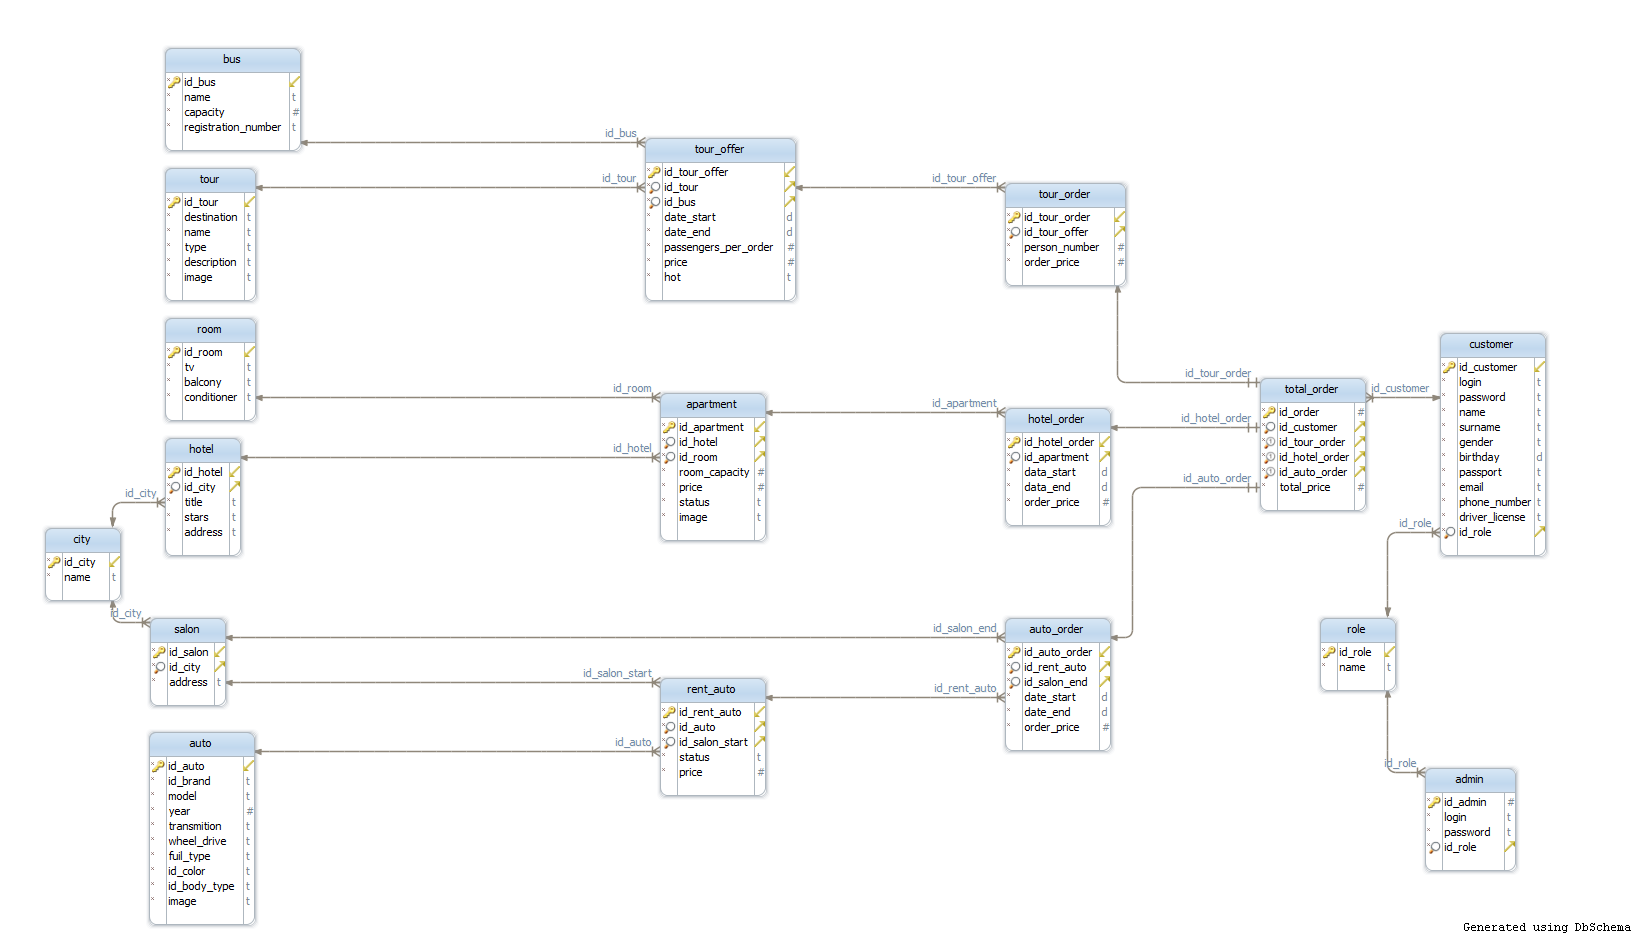 bus
id_bus
name t
capacity #
registration_number t
id_bus
tour
id_tour
destination t
name t
type t
description t
image t
id_tour
tour_offer
id_tour_offer
id_tour
id_bus
date_start d
date_end d
passengers_per_order #
price #
hot t
id_tour_offer
tour_order
id_tour_order
id_tour_offer
person_number #
order_price #
room
id_room
tv t
balcony t
conditioner t
id_room
hotel
id_hotel
id_city
title t
stars t
address t
id_hotel
apartment
id_apartment
id_hotel
id_room
room_capacity #
price #
status t
image t
id_apartment
hotel_order
id_hotel_order
id_apartment
data_start d
data_end d
order_price #
id_tour_order
id_hotel_order
id_auto_order
total_order
id_order #
id_customer
id_tour_order
id_hotel_order
id_auto_order
total_price #
id_customer
customer
id_customer
login t
password t
name t
surname t
gender t
birthday d
passport t
email t
phone_number t
driver_license t
id_role
id_city
city
id_city
name t
id_city
salon
id_salon
id_city
address t
id_salon_end
id_salon_start
auto
id_auto
id_brand t
model t
year #
transmition t
wheel_drive t
fuil_type t
id_color t
id_body_type t
image t
id_auto
rent_auto
id_rent_auto
id_auto
id_salon_start
status t
price #
id_rent_auto
auto_order
id_auto_order
id_rent_auto
id_salon_end
date_start d
date_end d
order_price #
id_role
role
id_role
name t
id_role
admin
id_admin #
login t
password t
id_role
Generated using DbSchema